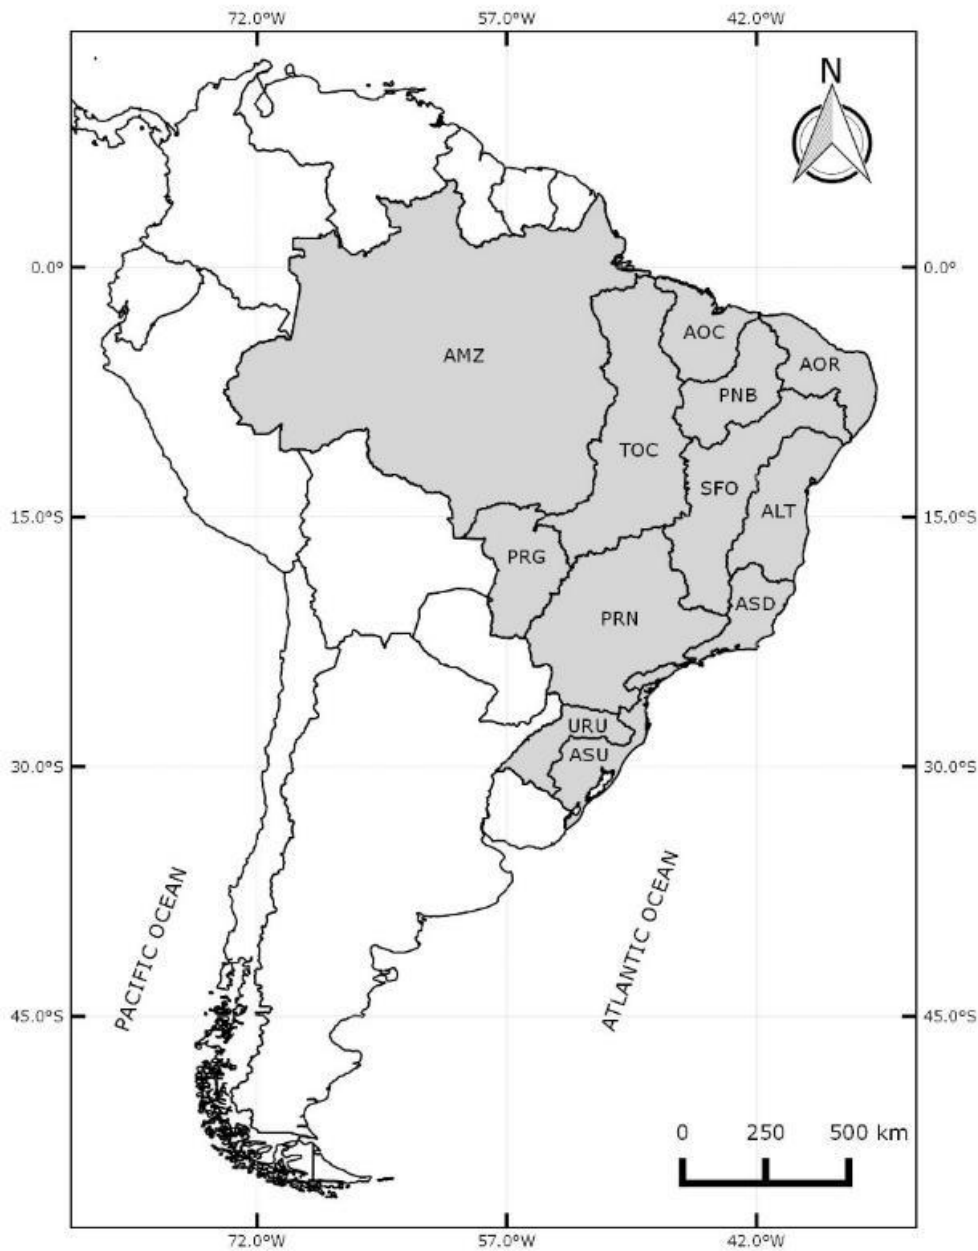 72.0°W 57.0°W 42.0°W
N
0.0° 0.0°
AOC
AMZ
AOR
PNB
TOC
SFO
15.0°S ALT 15.0°S
PRG
ASD
PRN
URU
ASU
30.0°S 30.0°S
PACIFIC OCEAN
ATLANTIC OCEAN
45.0°S 45.0°S
0 250 500 km
72.0°W 57.0°W 42.0°W